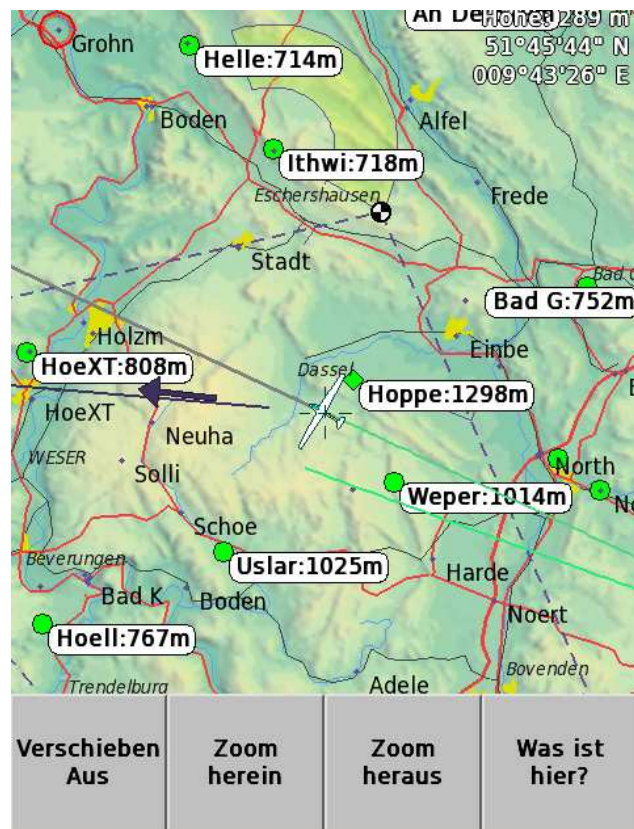 Höhe: 289 m
51°45'44" N
009°43'26" E
Grohn
Helle:714m
Boden
Alfel
Ithwi:718m
Eschershausen
Frede
Stadt
Bad G:752m
Holzm
Einbe
HoeXT:808m
Dassel
Hoppe:1298m
HoeXT
Neuha
WESER
Solli
North
Weper:1014m
Schoe
Uslar:1025m
Beverungen
Harde
Bad K
Boden
Noert
Hoell:767m
Bovenden
Trendelburg
Adele
Verschieben
Aus
Zoom
herein
Zoom
heraus
Was ist
hier?